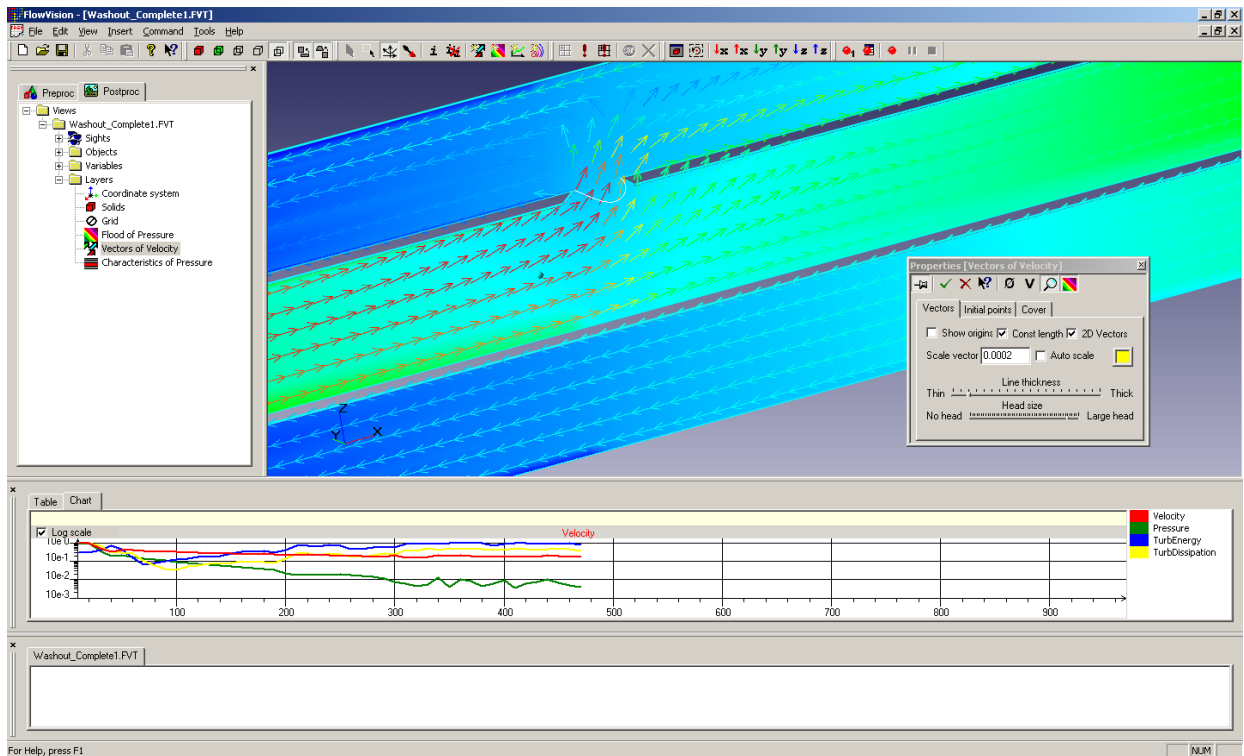 FlowVision - [Washout_Complete1.FVT]
File Edit View Insert Command Tools Help
Preproc Postproc
Views
Washout_Complete1.FVT
Sights
Objects
Variables
Layers
Coordinate system
Solids
Grid
Flood of Pressure
Vectors of Velocity
Characteristics of Pressure
Z
Y X
Properties [Vectors of Velocity]
Vectors Initial points Cover
Show origins Const length 2D Vectors
Scale vector 0.0002 Auto scale
Line thickness
Thin Thick
Head size
No head Large head
Table Chart
Log scale Velocity
10e 0
10e-1
10e-2
10e-3
100 200 300 400 500 600 700 800 900
Velocity
Pressure
TurbEnergy
TurbDissipation
Washout_Complete1.FVT
For Help, press F1 NUM